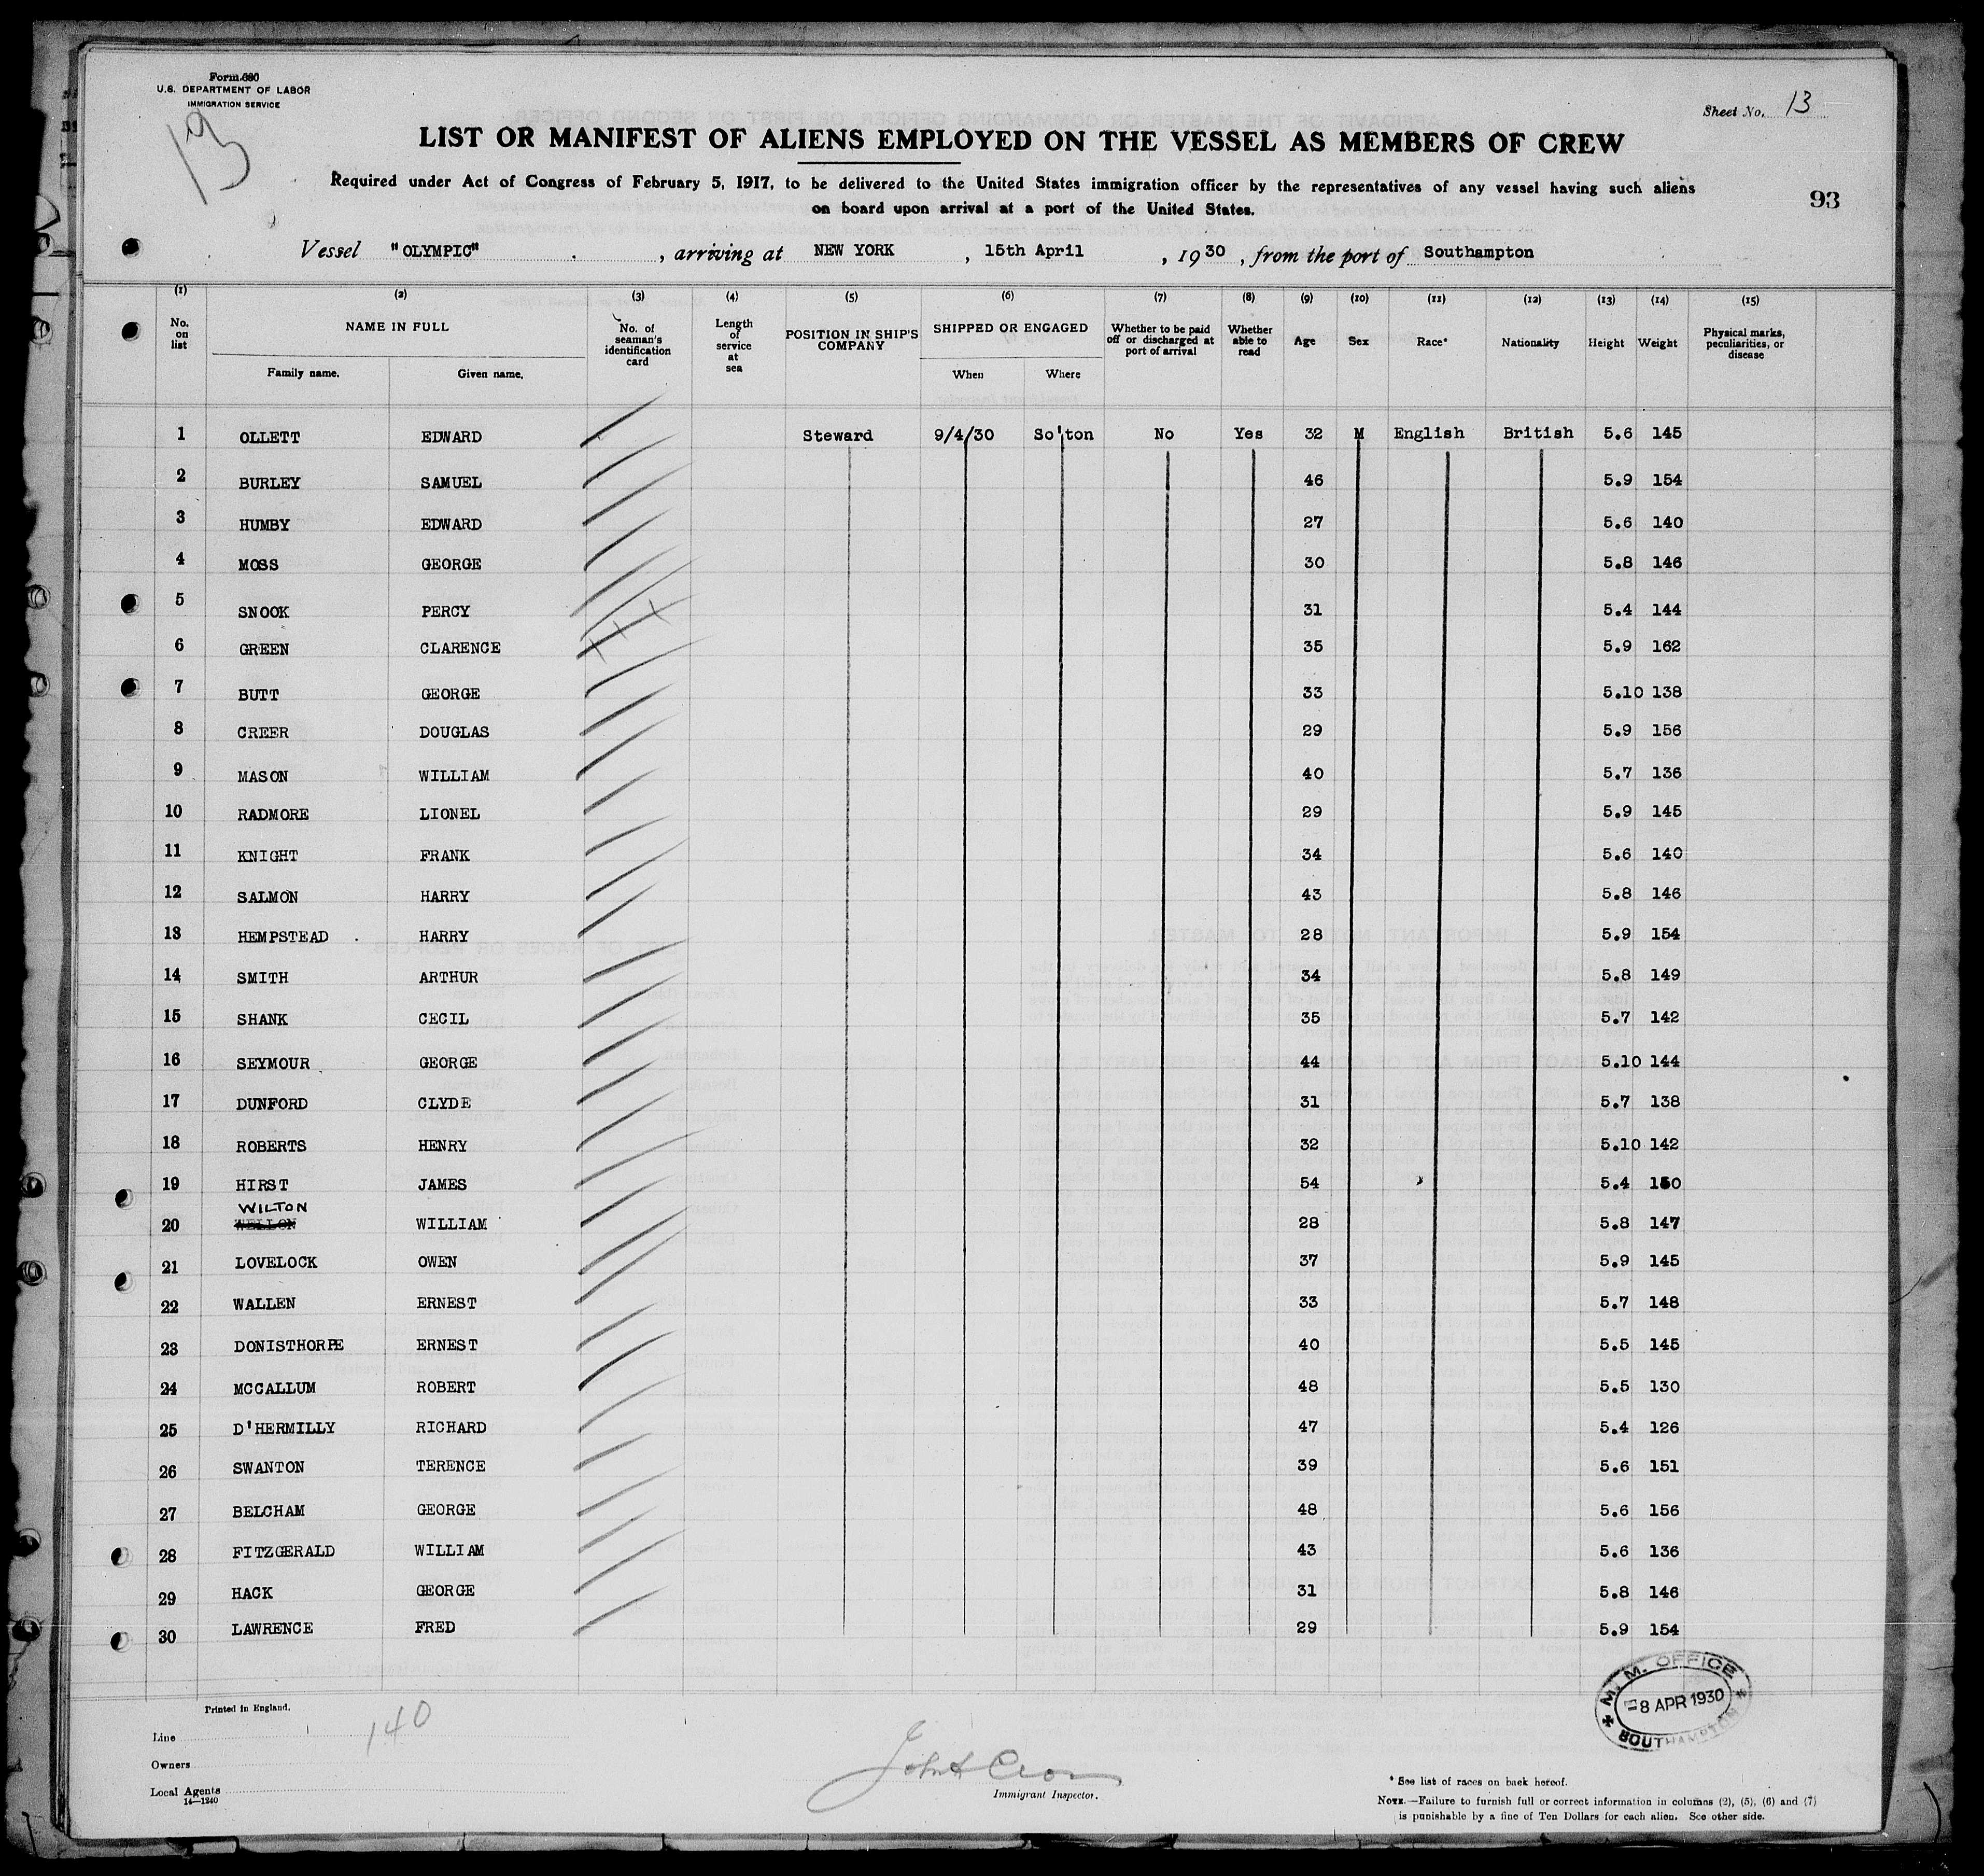 Form 680
U.S. DEPARTMENT OF LABOR
IMMIGRATION SERVICE
13
Sheet No. 13
LIST OR MANIFEST OF ALIENS EMPLOYED ON THE VESSEL AS MEMBERS OF CREW
Required under Act of Congress of February 5, 1917, to be delivered to the United States immigration officer by the representatives of any vessel having such aliens
on board upon arrival at a port of the United States.
93
Vessel "OLYMPIC", arriving at NEW YORK, 15th April, 1930, from the port of Southampton
(1) (2) (3) (4) (5) (6) (7) (8) (9) (10) (11) (12) (13) (14) (15)
No. on list NAME IN FULL Family name. Given name. No. of seaman's identification card Length of service at sea POSITION IN SHIP'S COMPANY SHIPPED OR ENGAGED When Where Whether to be paid off or discharged at port of arrival Whether able to read Age Sex Race* Nationality Height Weight Physical marks, peculiarities, or disease
1 OLLETT EDWARD Steward 9/4/30 So'ton No Yes 32 M English British 5.6 145
2 BURLEY SAMUEL 46 5.9 154
3 HUMBY EDWARD 27 5.6 140
4 MOSS GEORGE 30 5.8 146
5 SNOOK PERCY 31 5.4 144
6 GREEN CLARENCE 35 5.9 162
7 BUTT GEORGE 33 5.10 138
8 CREER DOUGLAS 29 5.9 156
9 MASON WILLIAM 40 5.7 136
10 RADMORE LIONEL 29 5.9 145
11 KNIGHT FRANK 34 5.6 140
12 SALMON HARRY 43 5.8 146
13 HEMPSTEAD HARRY 28 5.9 154
14 SMITH ARTHUR 34 5.8 149
15 SHANK CECIL 35 5.7 142
16 SEYMOUR GEORGE 44 5.10 144
17 DUNFORD CLYDE 31 5.7 138
18 ROBERTS HENRY 32 5.10 142
19 HIRST JAMES 54 5.4 150
20 WILTON WILLIAM 28 5.8 147
21 LOVELOCK OWEN 37 5.9 145
22 WALLEN ERNEST 33 5.7 148
23 DONISTHORPE ERNEST 40 5.5 145
24 MCCALLUM ROBERT 48 5.5 130
25 D'HERMILLY RICHARD 47 5.4 126
26 SWANTON TERENCE 39 5.6 151
27 BELCHAM GEORGE 48 5.6 156
28 FITZGERALD WILLIAM 43 5.6 136
29 HACK GEORGE 31 5.8 146
30 LAWRENCE FRED 29 5.9 154
M. M. OFFICE
8 APR 1930
SOUTHAMPTON
Printed in England.
140
Line
Owners
Local Agents
14—1240
John
Immigrant Inspector.
* See list of races on back hereof.
NOTE.—Failure to furnish full or correct information in columns (2), (5), (6) and (7)
is punishable by a fine of Ten Dollars for each alien. See other side.